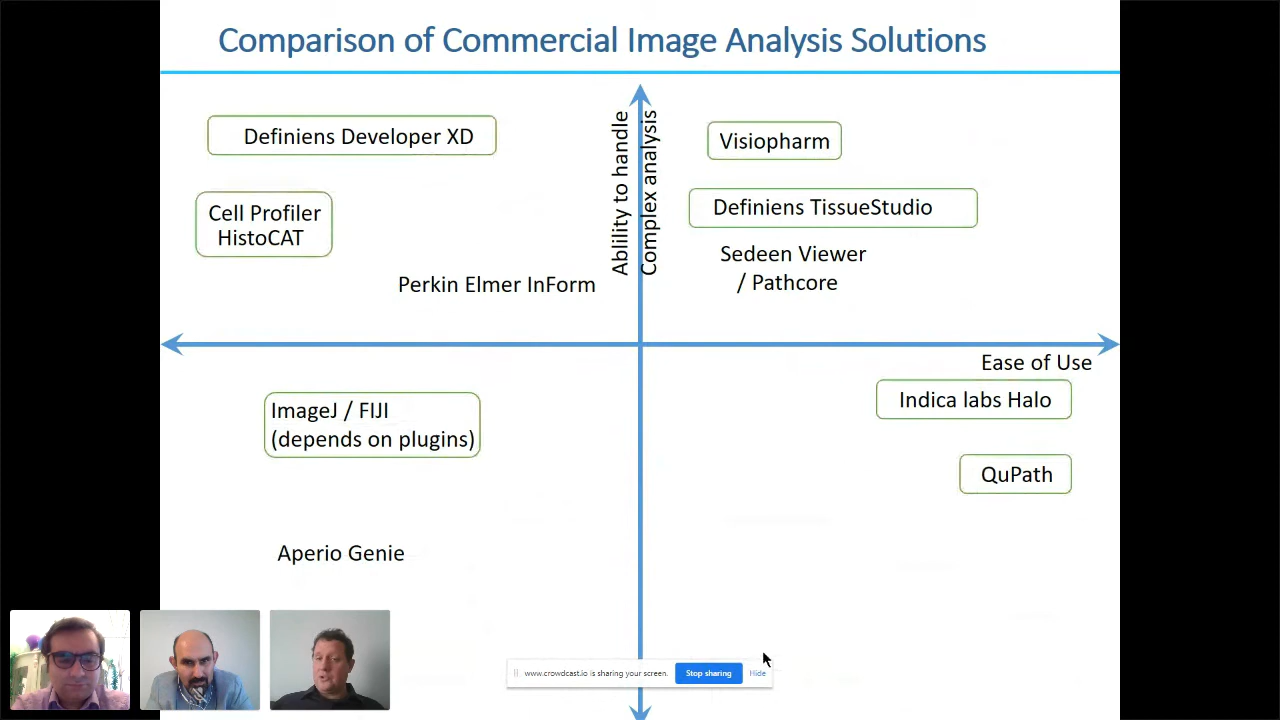 Comparison of Commercial Image Analysis Solutions
Definiens Developer XD
Ablility to handle
Complex analysis
Visiopharm
Cell Profiler
HistoCAT
Definiens TissueStudio
Sedeen Viewer
/ Pathcore
Perkin Elmer InForm
Ease of Use
ImageJ / FIJI
(depends on plugins)
Indica labs Halo
QuPath
Aperio Genie
www.crowdcast.io is sharing your screen.
Stop sharing
Hide